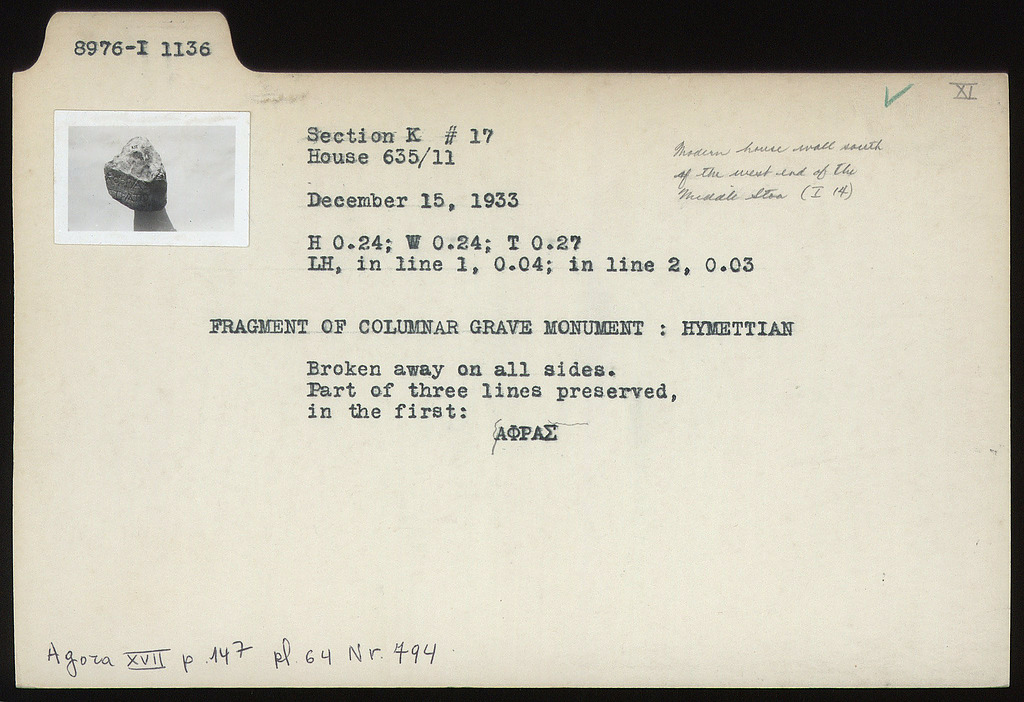 8976-I 1136
XI
Section K # 17
House 635/11
Modern house wall south
of the west end of the
Middle Stoa (I 14)
December 15, 1933
H 0.24; W 0.24; T 0.27
LH, in line 1, 0.04; in line 2, 0.03
FRAGMENT OF COLUMNAR GRAVE MONUMENT : HYMETTIAN
Broken away on all sides.
Part of three lines preserved,
in the first:
ΑΦΡΑΣ
Agora XVII p. 147 pl. 64 Nr. 794